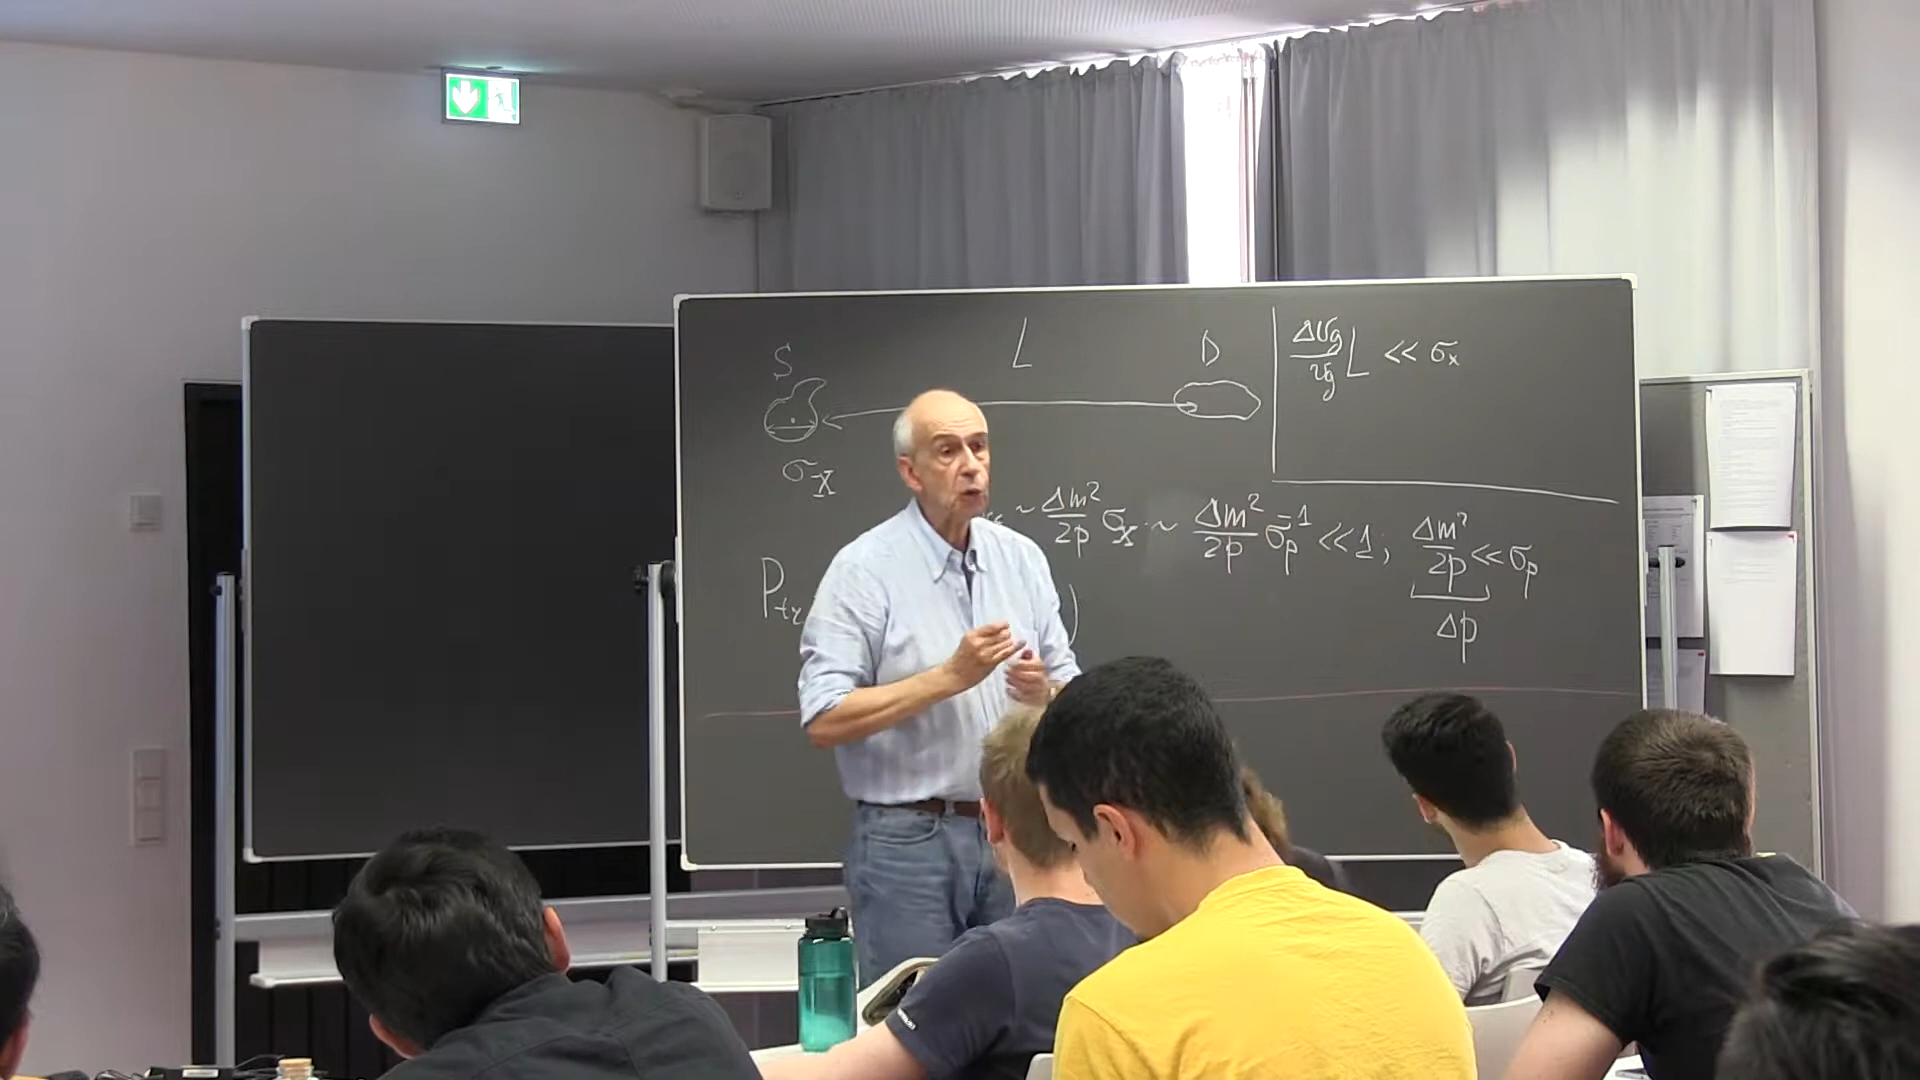 S
L
D
σ_X
(Δv_g / v_g) L << σ_x
~ (Δm² / 2p) σ_x ~ (Δm² / 2p) σ_p⁻¹ << 1 ; Δm² / 2p << σ_p
Δp
P_tr )